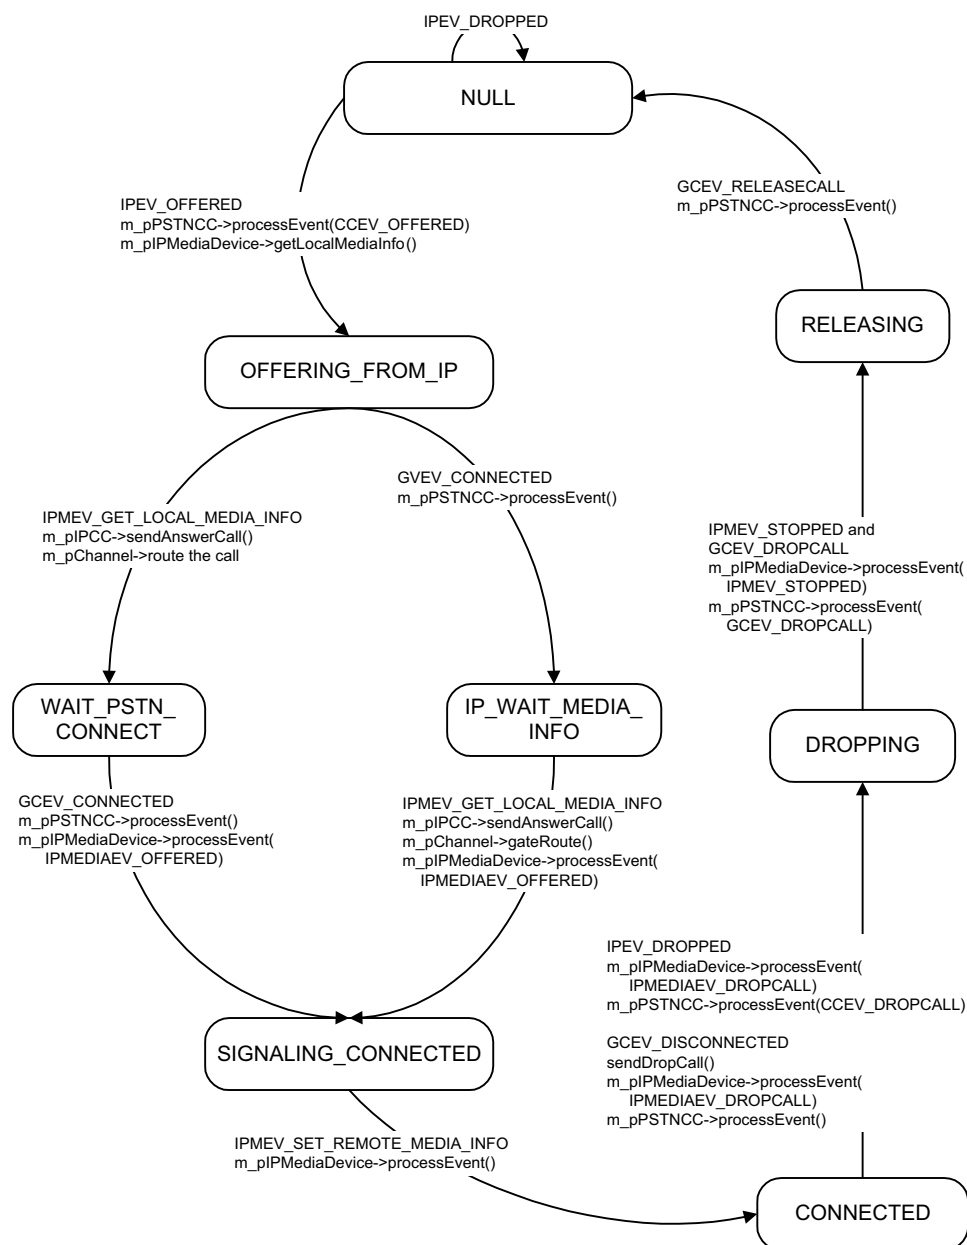 IPEV_DROPPED
NULL
GCEV_RELEASECALL
m_pPSTNCC->processEvent()
IPEV_OFFERED
m_pPSTNCC->processEvent(CCEV_OFFERED)
m_pIPMediaDevice->getLocalMediaInfo()
RELEASING
OFFERING_FROM_IP
GVEV_CONNECTED
m_pPSTNCC->processEvent()
IPMEV_GET_LOCAL_MEDIA_INFO
m_pIPCC->sendAnswerCall()
m_pChannel->route the call
IPMEV_STOPPED and
GCEV_DROPCALL
m_pIPMediaDevice->processEvent(
IPMEV_STOPPED)
m_pPSTNCC->processEvent(
GCEV_DROPCALL)
WAIT_PSTN_
CONNECT
IP_WAIT_MEDIA_
INFO
DROPPING
GCEV_CONNECTED
m_pPSTNCC->processEvent()
m_pIPMediaDevice->processEvent(
IPMEDIAEV_OFFERED)
IPMEV_GET_LOCAL_MEDIA_INFO
m_pIPCC->sendAnswerCall()
m_pChannel->gateRoute()
m_pIPMediaDevice->processEvent(
IPMEDIAEV_OFFERED)
IPEV_DROPPED
m_pIPMediaDevice->processEvent(
IPMEDIAEV_DROPCALL)
m_pPSTNCC->processEvent(CCEV_DROPCALL)
GCEV_DISCONNECTED
sendDropCall()
m_pIPMediaDevice->processEvent(
IPMEDIAEV_DROPCALL)
m_pPSTNCC->processEvent()
SIGNALING_CONNECTED
IPMEV_SET_REMOTE_MEDIA_INFO
m_pIPMediaDevice->processEvent()
CONNECTED